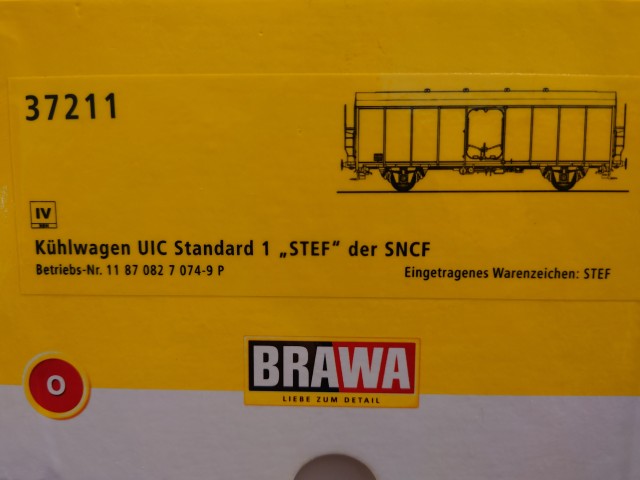 37211
IV
Kühlwagen UIC Standard 1 „STEF“ der SNCF
Betriebs-Nr. 11 87 082 7 074-9 P
Eingetragenes Warenzeichen: STEF
BRAWA
LIEBE ZUM DETAIL
O